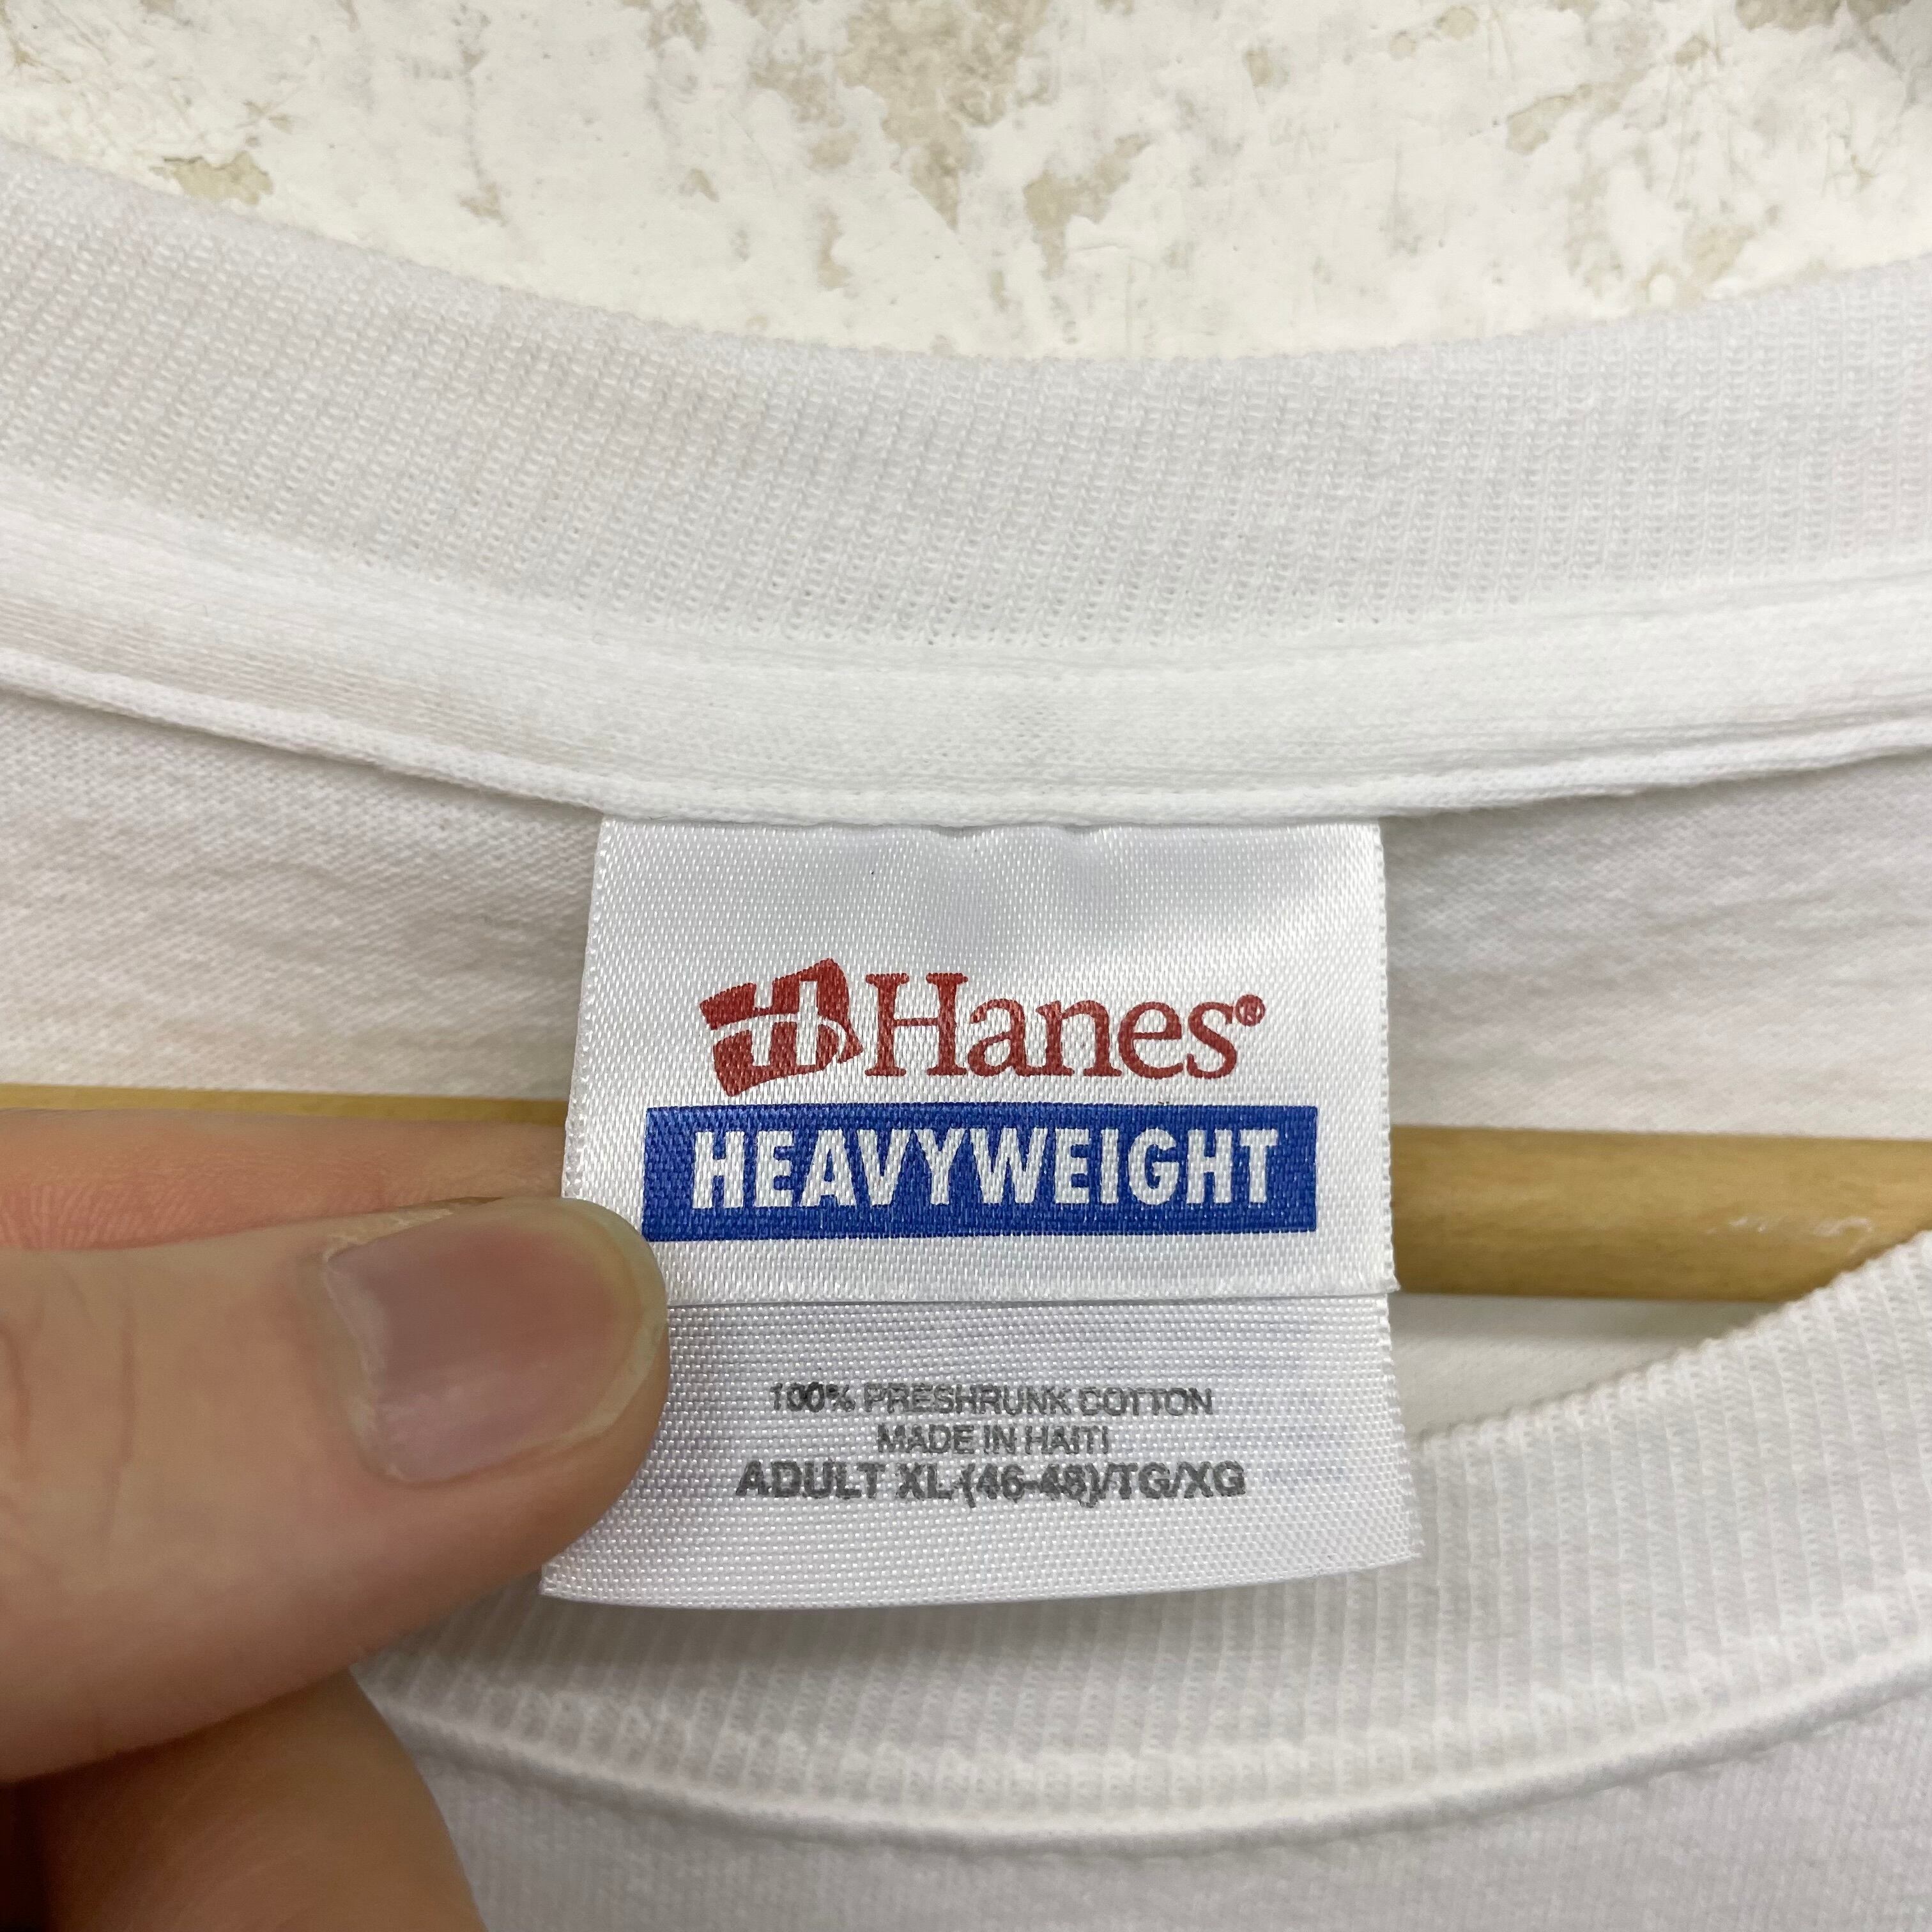 Hanes®
HEAVYWEIGHT
100% PRESHRUNK COTTON
MADE IN HAITI
ADULT XL (46-48)/TG/XG